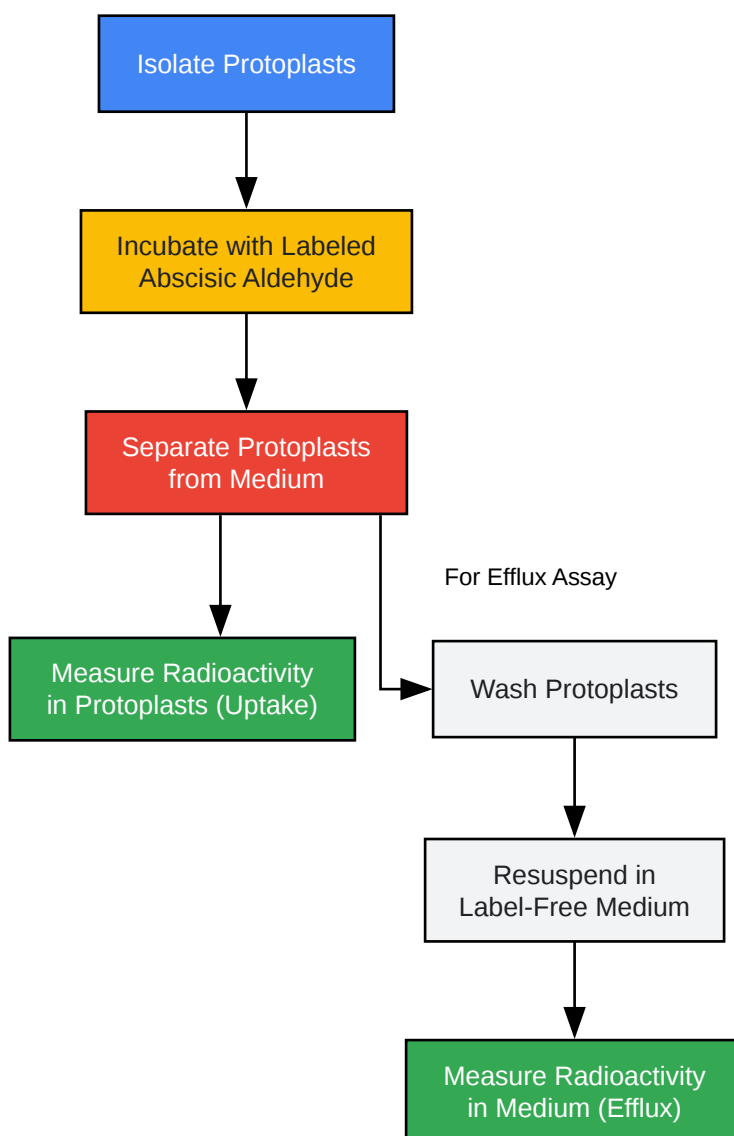 Isolate Protoplasts
Incubate with Labeled
Abscisic Aldehyde
Separate Protoplasts
from Medium
For Efflux Assay
Measure Radioactivity
in Protoplasts (Uptake)
Wash Protoplasts
Resuspend in
Label-Free Medium
Measure Radioactivity
in Medium (Efflux)